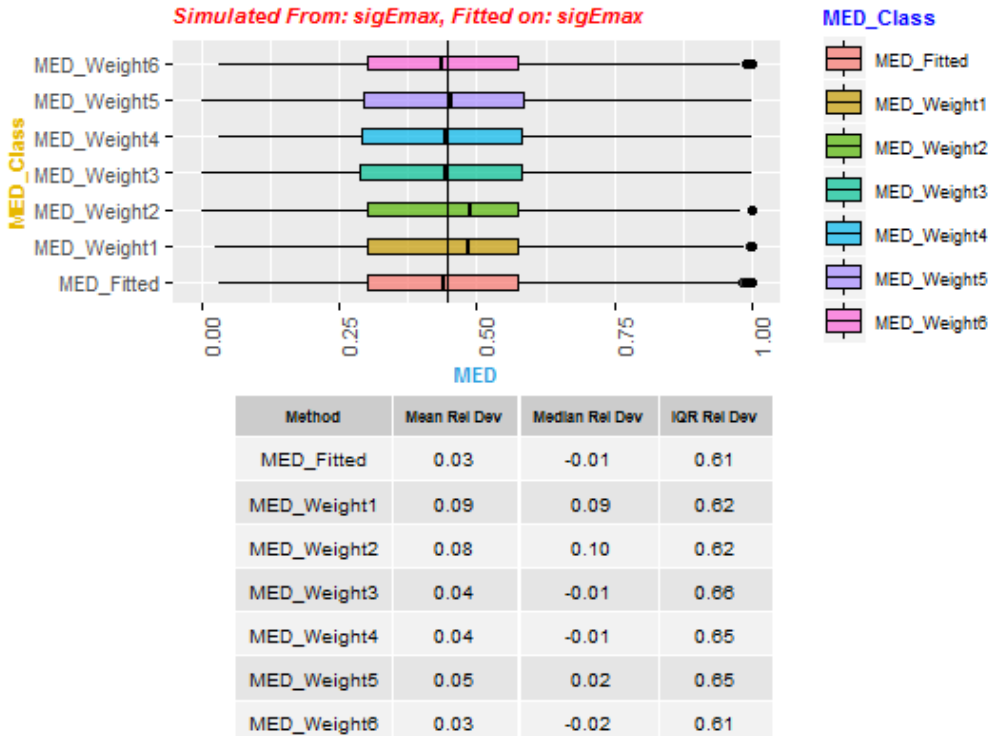 Simulated From: sigEmax, Fitted on: sigEmax
MED_Class
MED_Weight6
MED_Weight5
MED_Weight4
MED_Weight3
MED_Weight2
MED_Weight1
MED_Fitted
0.00 0.25 0.50 0.75 1.00
MED
MED_Class
MED_Fitted
MED_Weight1
MED_Weight2
MED_Weight3
MED_Weight4
MED_Weight5
MED_Weight6
Method Mean Rel Dev Median Rel Dev IQR Rel Dev
MED_Fitted 0.03 -0.01 0.61
MED_Weight1 0.09 0.09 0.62
MED_Weight2 0.08 0.10 0.62
MED_Weight3 0.04 -0.01 0.66
MED_Weight4 0.04 -0.01 0.65
MED_Weight5 0.05 0.02 0.65
MED_Weight6 0.03 -0.02 0.61